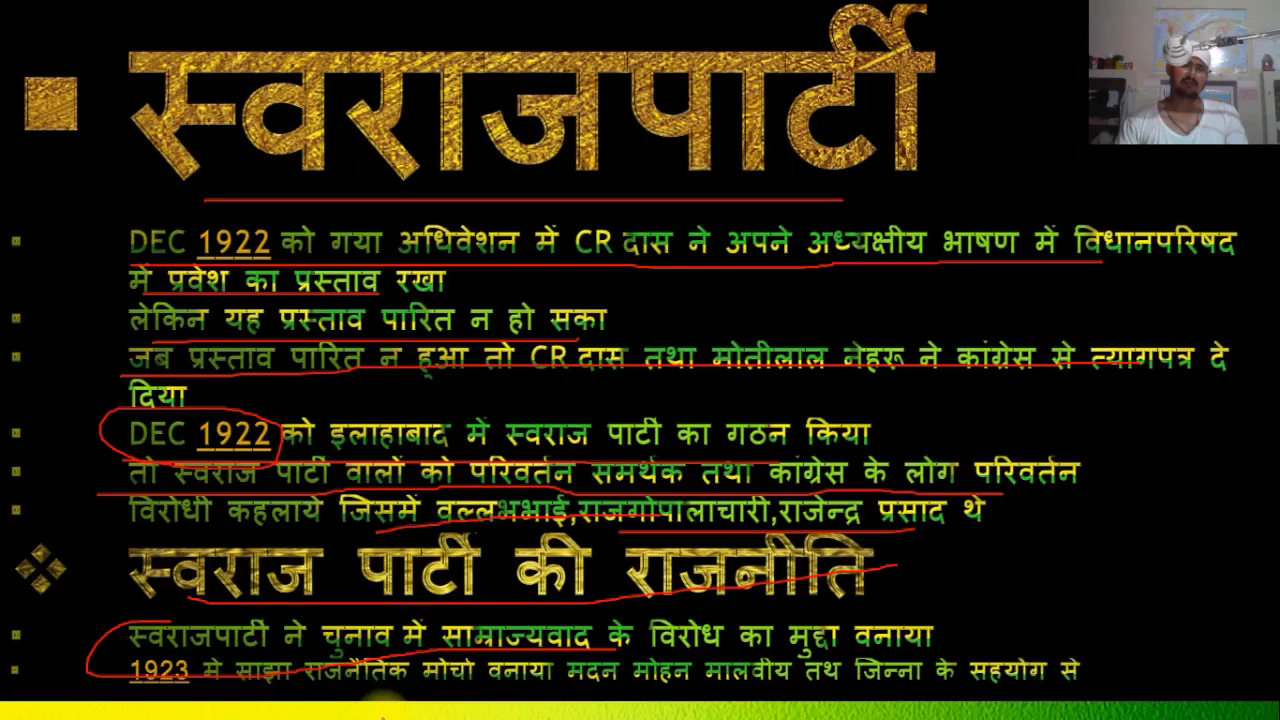 स्वराजपार्टी
DEC 1922 को गया अधिवेशन में CR दास ने अपने अध्यक्षीय भाषण में विधानपरिषद
में प्रवेश का प्रस्ताव रखा
लेकिन यह प्रस्ताव पारित न हो सका
जब प्रस्ताव पारित न हुआ तो CR दास तथा मोतीलाल नेहरू ने कांग्रेस से त्यागपत्र दे
दिया
DEC 1922 को इलाहाबाद में स्वराज पार्टी का गठन किया
तो स्वराज पार्टी वालों को परिवर्तन समर्थक तथा कांग्रेस के लोग परिवर्तन
विरोधी कहलाये जिसमें वल्लभभाई,राजगोपालाचारी,राजेन्द्र प्रसाद थे
स्वराज पार्टी की राजनीति
स्वराजपार्टी ने चुनाव में साम्राज्यवाद के विरोध का मुद्दा वनाया
1923 में साझा राजनैतिक मोर्चा वनाया मदन मोहन मालवीय तथ जिन्ना के सहयोग से